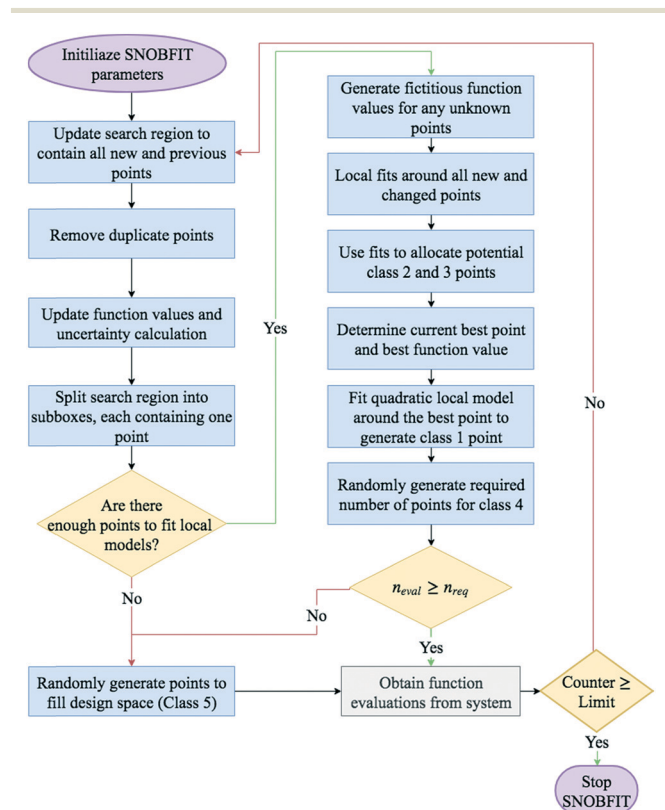 Initiliaze SNOBFIT
parameters
Update search region to
contain all new and previous
points
Remove duplicate points
Update function values and
uncertainty calculation
Split search region into
subboxes, each containing one
point
Are there
enough points to fit local
models?
Yes
No
Generate fictitious function
values for any unknown
points
Local fits around all new and
changed points
Use fits to allocate potential
class 2 and 3 points
Determine current best point
and best function value
Fit quadratic local model
around the best point to
generate class 1 point
Randomly generate required
number of points for class 4
n_eval ≥ n_req
No
Yes
Randomly generate points to
fill design space (Class 5)
Obtain function
evaluations from system
Counter ≥
Limit
No
Yes
Stop
SNOBFIT